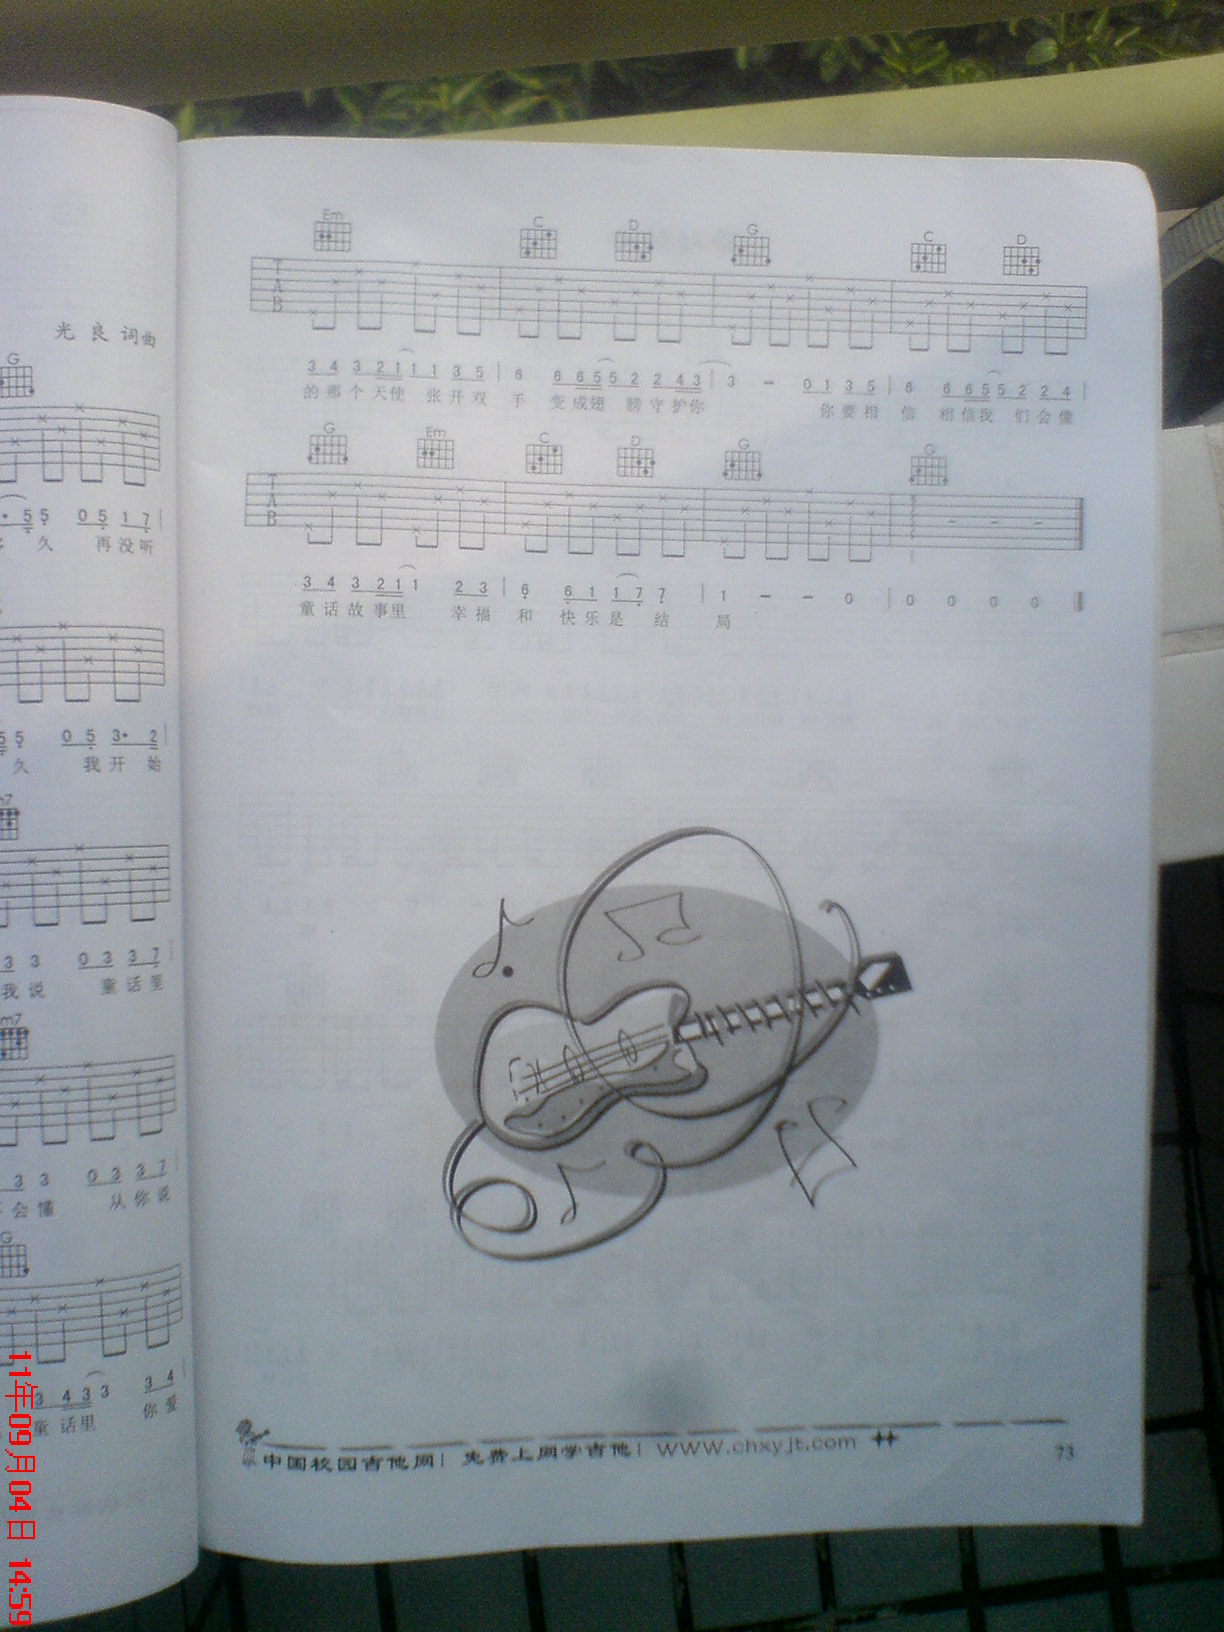 光良 词曲
G
5 5 0 5 1 7
久 再没听
5 5 0 5 3· 2
久 我开始
3 3 0 3 3 7
我说 童话里
3 3 0 3 3 7
会懂 从你说
G
3 4 3 3 3 4
童话里 你爱
Em C D G C D
T
A
B
3 4 3 2 1 1 1 3 5 | 6 6 6 5 5 2 2 4 3 | 3 – 0 1 3 5 | 6 6 6 5 5 2 2 4 |
的那个天使 张开双 手 变成翅 膀守护你 你要相 信 相信我 们会像
G Em C D G G
T
A
B
3 4 3 2 1 1 2 3 | 6 6 1 1 7 7 | 1 – – 0 | 0 0 0 0
童话故事里 幸福 和 快乐是 结 局
中国校园吉他网! 免费上网学吉他! www.chxyjt.com 73
11年09月04日 14:59